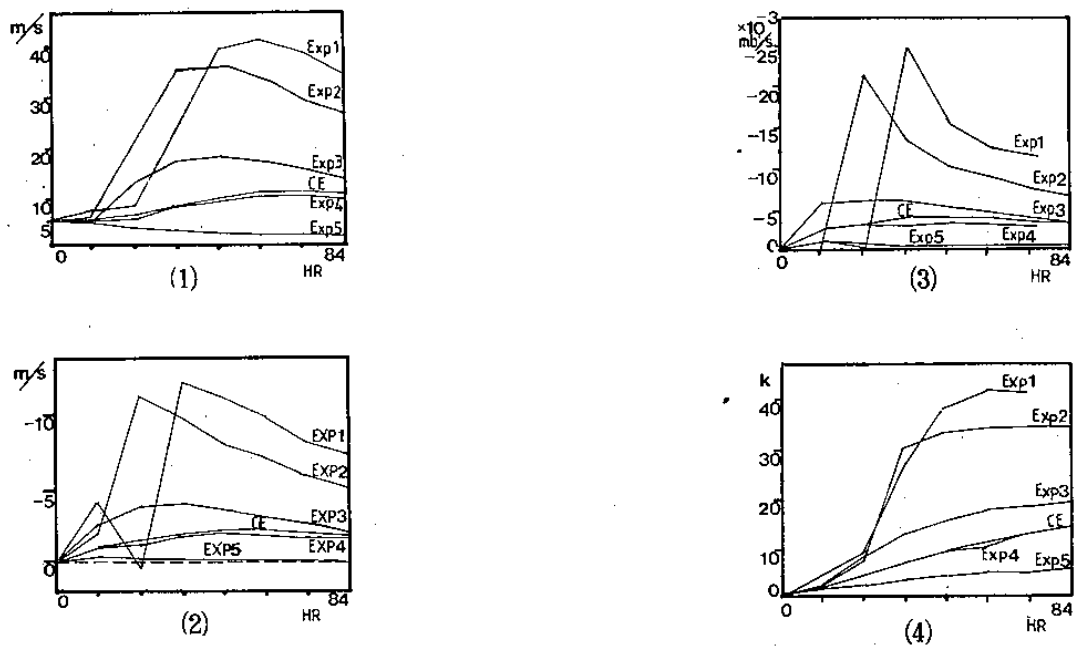 m/s
40
30
20
10
5
Exp1
Exp2
Exp3
CE
Exp4
Exp5
0
84
HR
(1)
m/s
-10
-5
0
EXP1
EXP2
EXP3
CE
EXP4
EXP5
0
84
HR
(2)
×10 -3
mb/s
-25
-20
-15
-10
-5
0
Exp1
Exp2
Exp3
CE
Exp5
Exp4
0
84
HR
(3)
k
40
30
20
10
0
Exp1
Exp2
Exp3
CE
Exp4
Exp5
0
84
HR
(4)